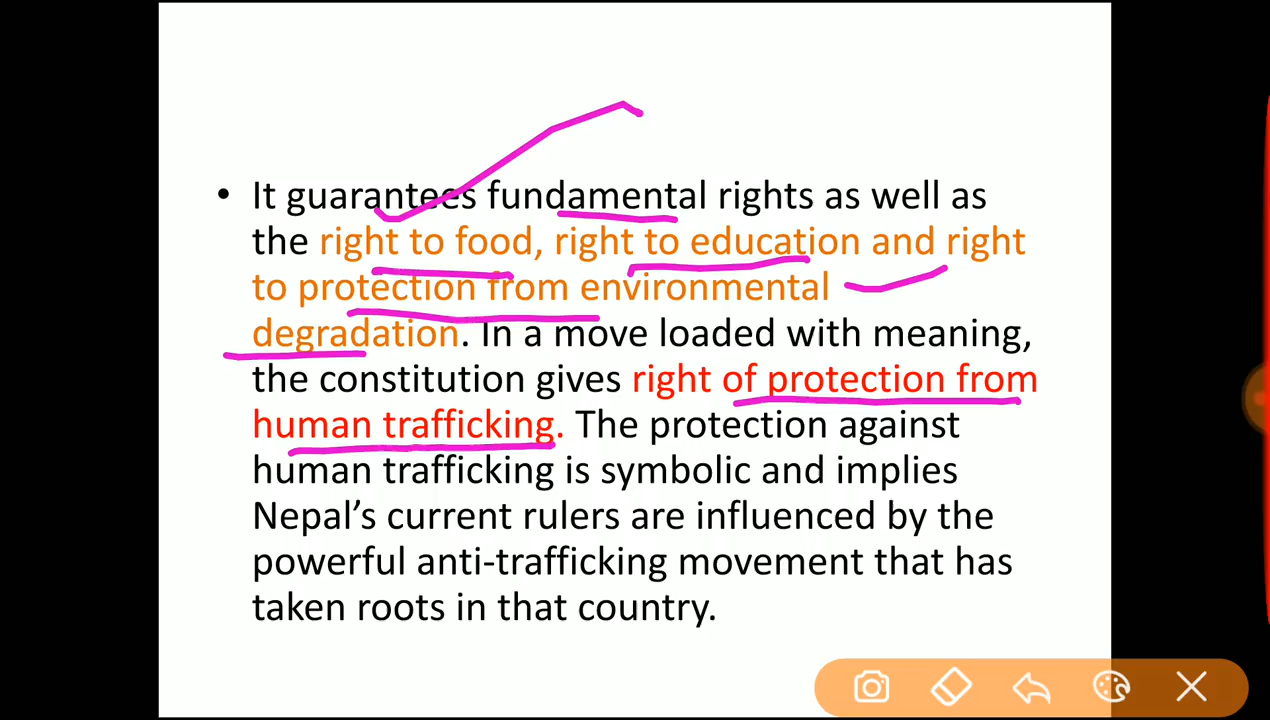 • It guarantees fundamental rights as well as
the right to food, right to education and right
to protection from environmental
degradation. In a move loaded with meaning,
the constitution gives right of protection from
human trafficking. The protection against
human trafficking is symbolic and implies
Nepal’s current rulers are influenced by the
powerful anti-trafficking movement that has
taken roots in that country.